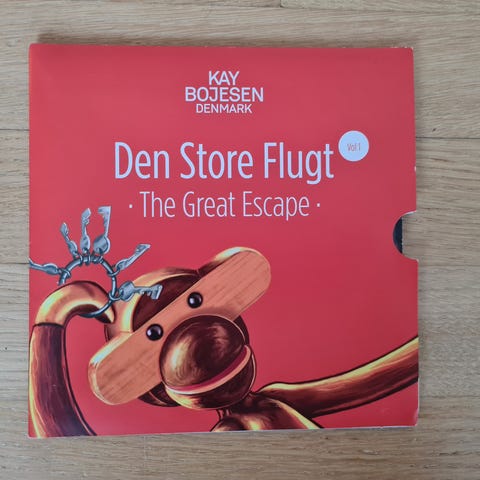 KAY
BOJESEN
DENMARK
Den Store Flugt
Vol 1
· The Great Escape ·